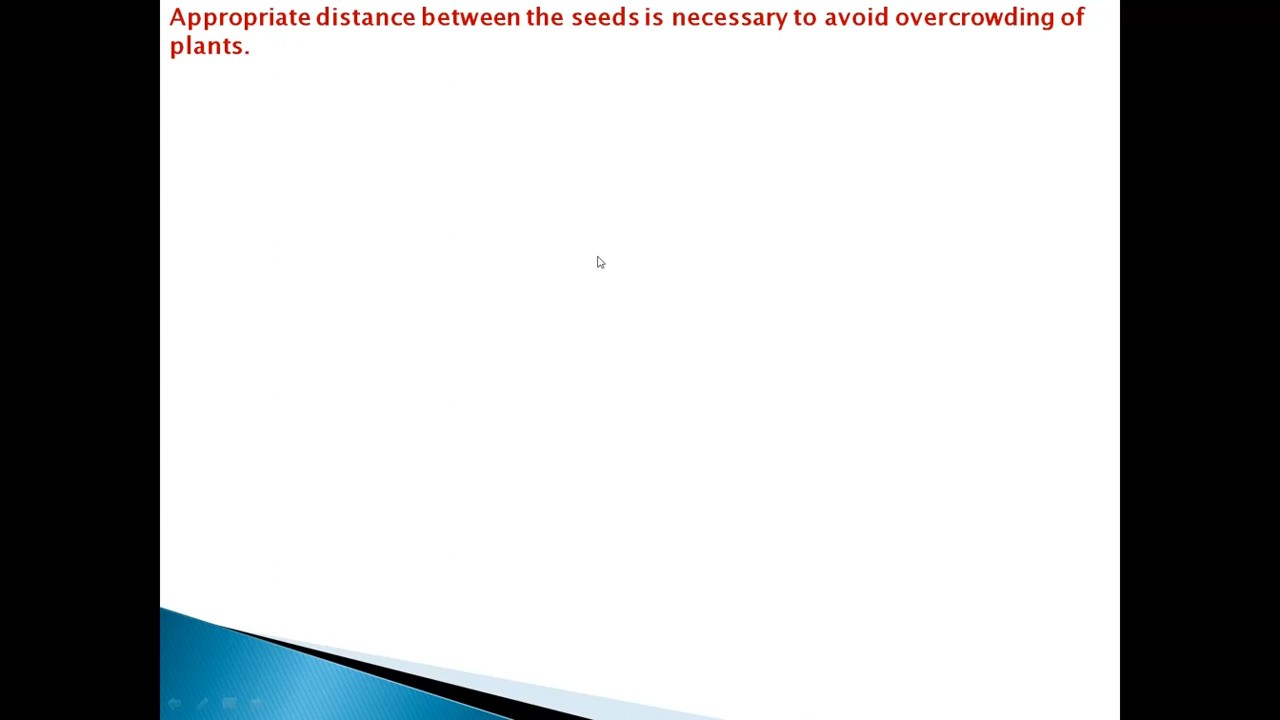 Appropriate distance between the seeds is necessary to avoid overcrowding of
plants.